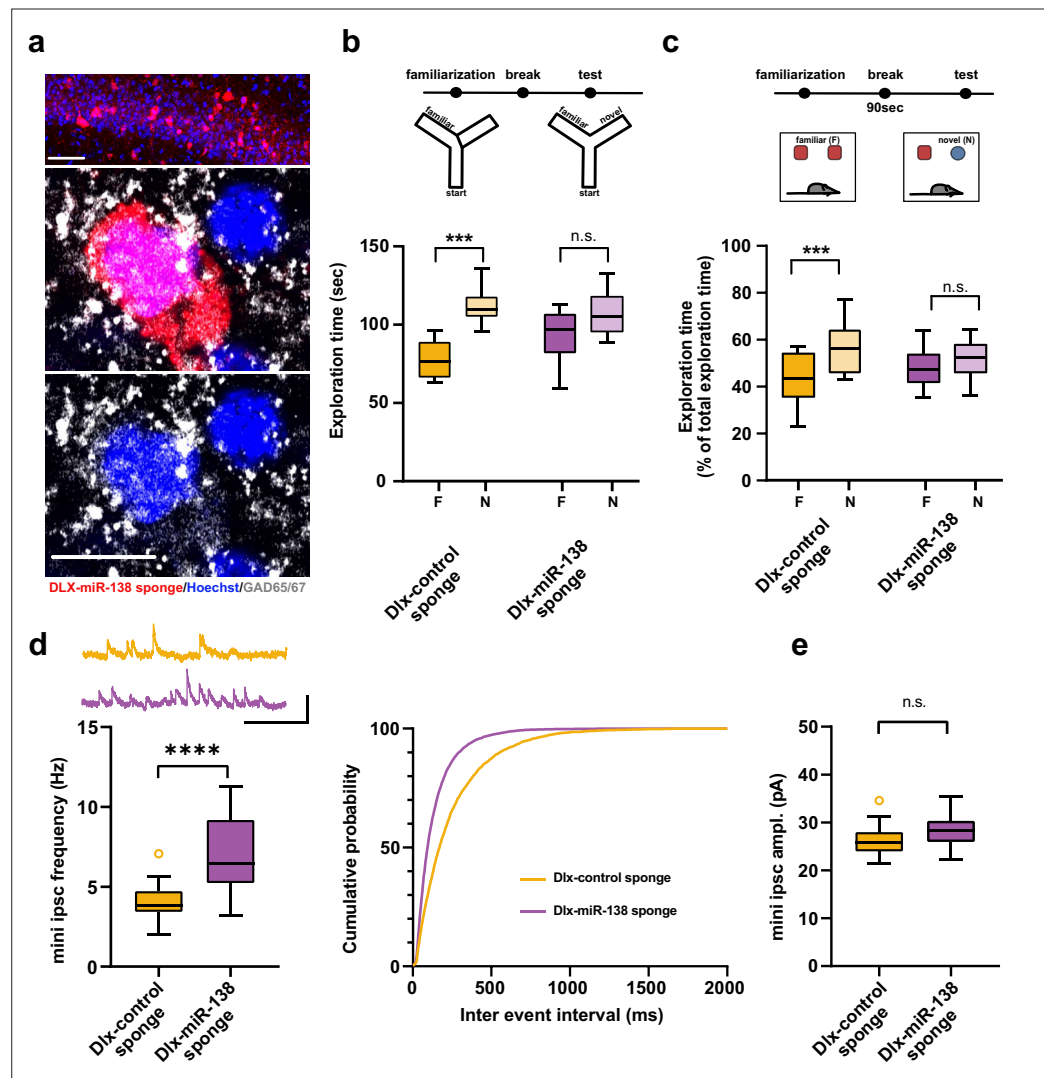 a
DLX-miR-138 sponge/Hoechst/GAD65/67
b
familiarization break test
familiar
start
familiar
novel
start
Exploration time (sec)
150
100
50
0
***
n.s.
F N F N
Dlx-control
sponge
Dlx-miR-138
sponge
c
familiarization break test
90sec
familiar (F)
novel (N)
Exploration time
(% of total exploration time)
100
80
60
40
20
0
***
n.s.
F N F N
Dlx-control
sponge
Dlx-miR-138
sponge
d
mini ipsc frequency (Hz)
15
10
5
0
****
Dlx-control
sponge
Dlx-miR-138
sponge
Cumulative probability
100
50
0
Dlx-control sponge
Dlx-miR-138 sponge
0 500 1000 1500 2000
Inter event interval (ms)
e
mini ipsc ampl. (pA)
50
40
30
20
10
0
n.s.
Dlx-control
sponge
Dlx-miR-138
sponge